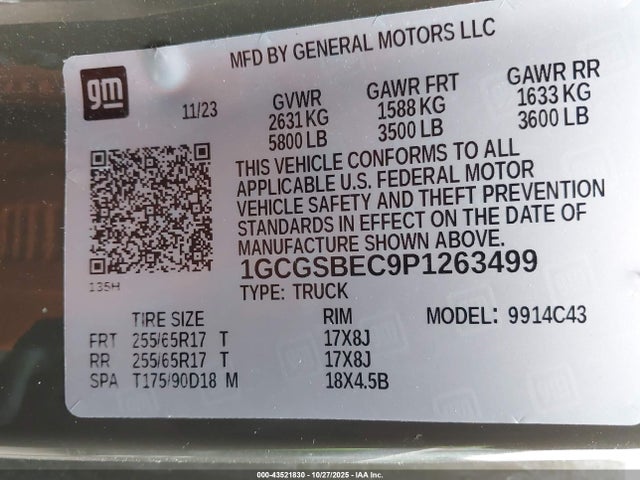 MFD BY GENERAL MOTORS LLC
gm
11/23
GVWR GAWR FRT GAWR RR
2631 KG 1588 KG 1633 KG
5800 LB 3500 LB 3600 LB
THIS VEHICLE CONFORMS TO ALL
APPLICABLE U.S. FEDERAL MOTOR
VEHICLE SAFETY AND THEFT PREVENTION
STANDARDS IN EFFECT ON THE DATE OF
MANUFACTURE SHOWN ABOVE.
1GCGSBEC9P1263499
135H
TYPE: TRUCK
TIRE SIZE RIM MODEL: 9914C43
FRT 255/65R17 T 17X8J
RR 255/65R17 T 17X8J
SPA T175/90D18 M 18X4.5B
000-43521830 - 10/27/2025 - IAA Inc.